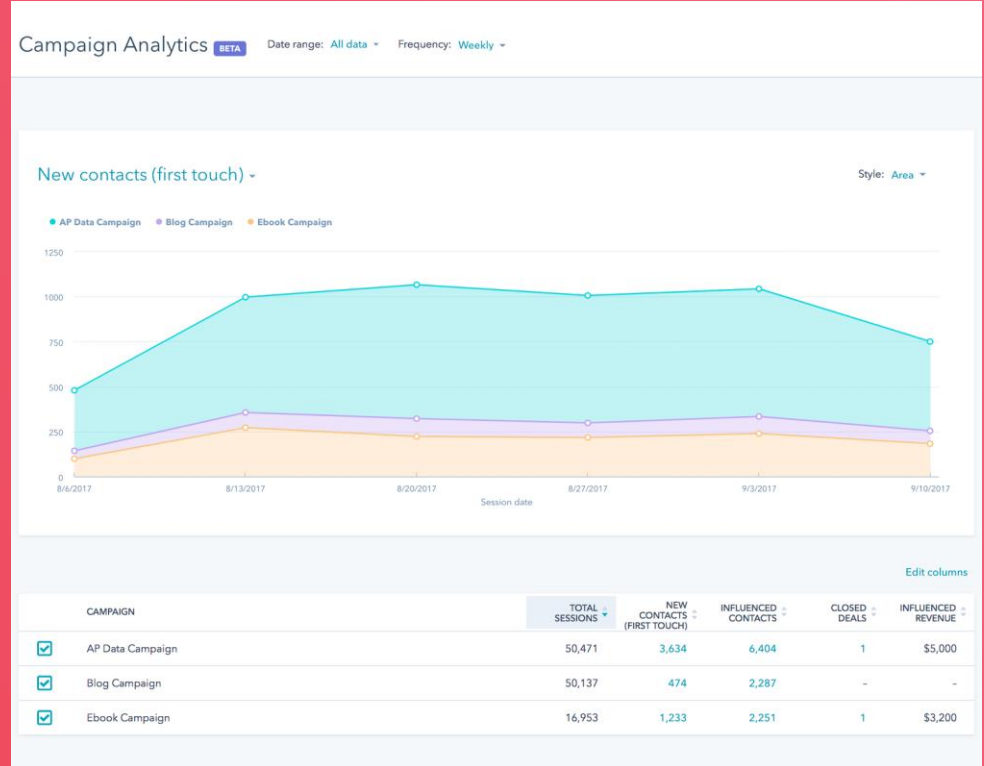 Campaign Analytics BETA Date range: All data Frequency: Weekly
New contacts (first touch) Style: Area
AP Data Campaign Blog Campaign Ebook Campaign
1250
1000
750
500
250
0
8/6/2017 8/13/2017 8/20/2017 8/27/2017 9/3/2017 9/10/2017
Session date
Edit columns
CAMPAIGN TOTAL SESSIONS NEW CONTACTS (FIRST TOUCH) INFLUENCED CONTACTS CLOSED DEALS INFLUENCED REVENUE
AP Data Campaign 50,471 3,634 6,404 1 $5,000
Blog Campaign 50,137 474 2,287 - -
Ebook Campaign 16,953 1,233 2,251 1 $3,200